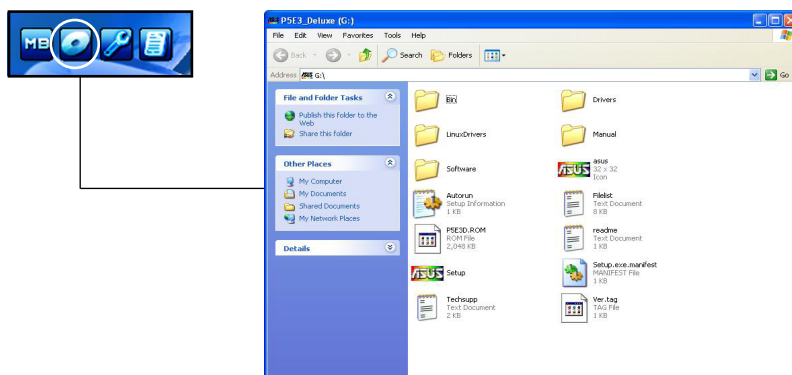 MB
P5E3_Deluxe (G:)
File Edit View Favorites Tools Help
Back Search Folders
Address G:\ Go
File and Folder Tasks
Publish this folder to the
Web
Share this folder
Other Places
My Computer
My Documents
Shared Documents
My Network Places
Details
Bin
Drivers
LinuxDrivers
Manual
Software
ASUS
asus
32 x 32
Icon
Autorun
Setup Information
1 KB
Filelist
Text Document
8 KB
P5E3D.ROM
ROM File
2,048 KB
readme
Text Document
1 KB
ASUS
Setup
Setup.exe.manifest
MANIFEST File
1 KB
Techsupp
Text Document
2 KB
Ver.tag
TAG File
1 KB